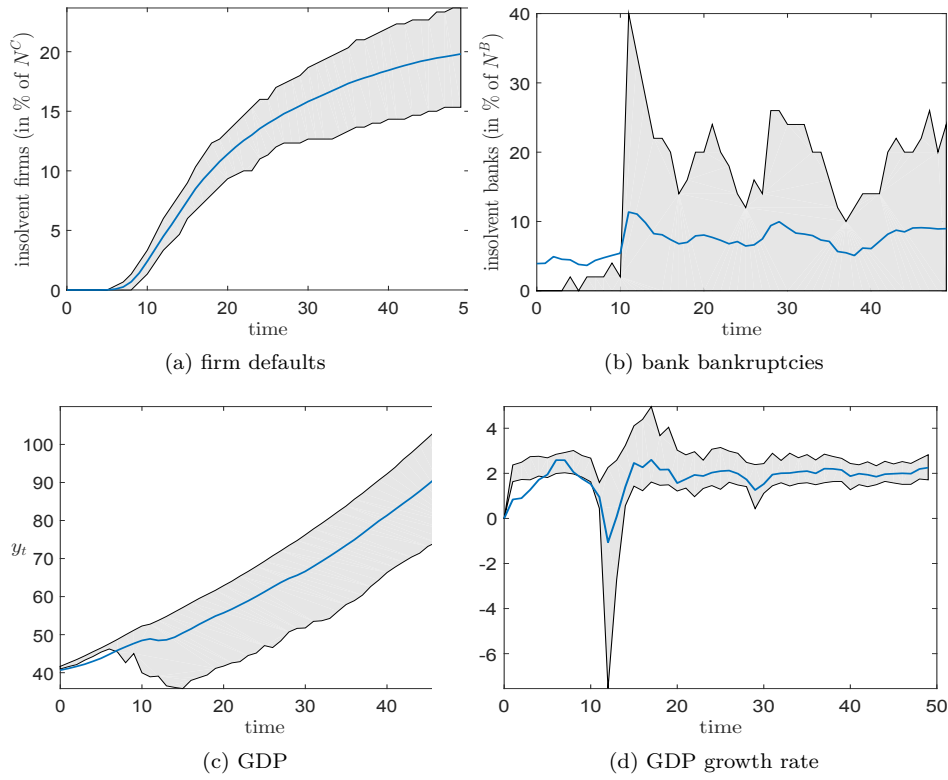 insolvent firms (in % of N^C)
20
15
10
5
0
0 10 20 30 40 5
time
(a) firm defaults
insolvent banks (in % of N^B)
40
30
20
10
0
0 10 20 30 40
time
(b) bank bankruptcies
y_t
100
90
80
70
60
50
40
0 10 20 30 40
time
(c) GDP
4
2
0
-2
-4
-6
0 10 20 30 40 50
time
(d) GDP growth rate